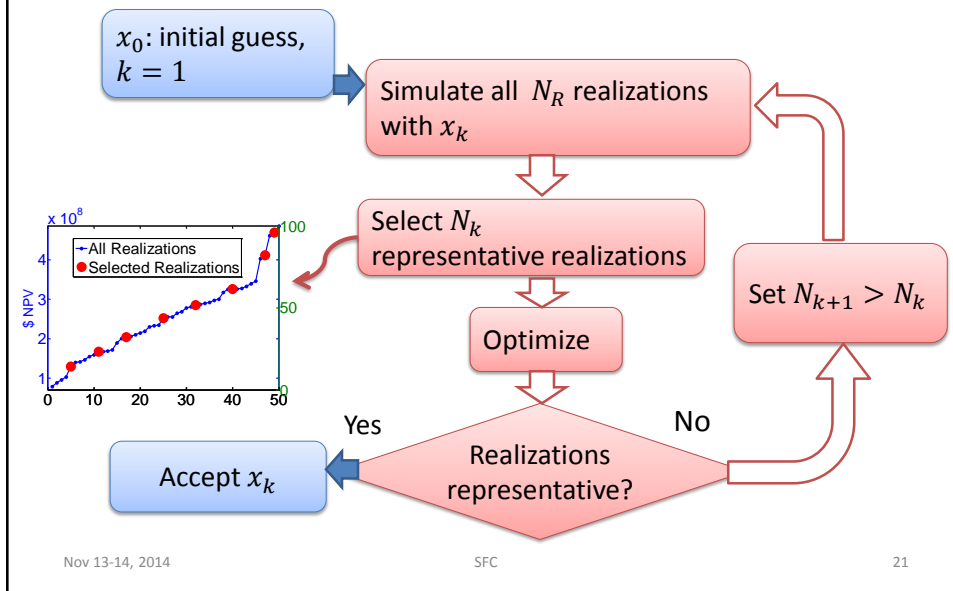 x₀: initial guess,
k = 1
Simulate all N_R realizations
with x_k
Select N_k
representative realizations
Optimize
Realizations
representative?
Yes
No
Accept x_k
Set N_{k+1} > N_k
x 10⁸
$ NPV
4
3
2
1
0 10 20 30 40 50
100
50
0
All Realizations
Selected Realizations
Nov 13-14, 2014 SFC 21